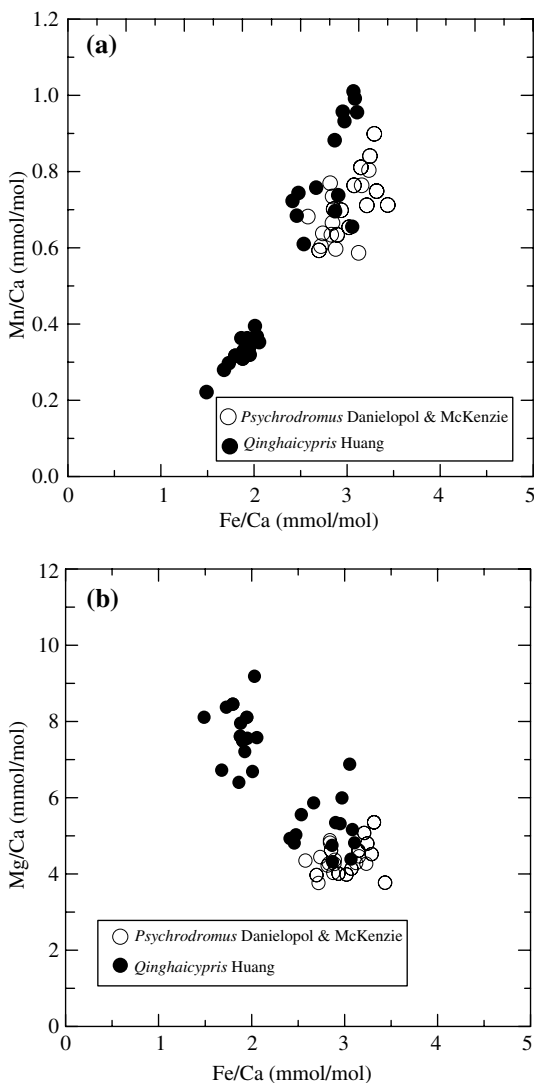 (a)
1.2
1.0
0.8
0.6
0.4
0.2
0.0
Mn/Ca (mmol/mol)
Psychrodromus Danielopol & McKenzie
Qinghaicypris Huang
0 1 2 3 4 5
Fe/Ca (mmol/mol)
(b)
12
10
8
6
4
2
0
Mg/Ca (mmol/mol)
Psychrodromus Danielopol & McKenzie
Qinghaicypris Huang
0 1 2 3 4 5
Fe/Ca (mmol/mol)